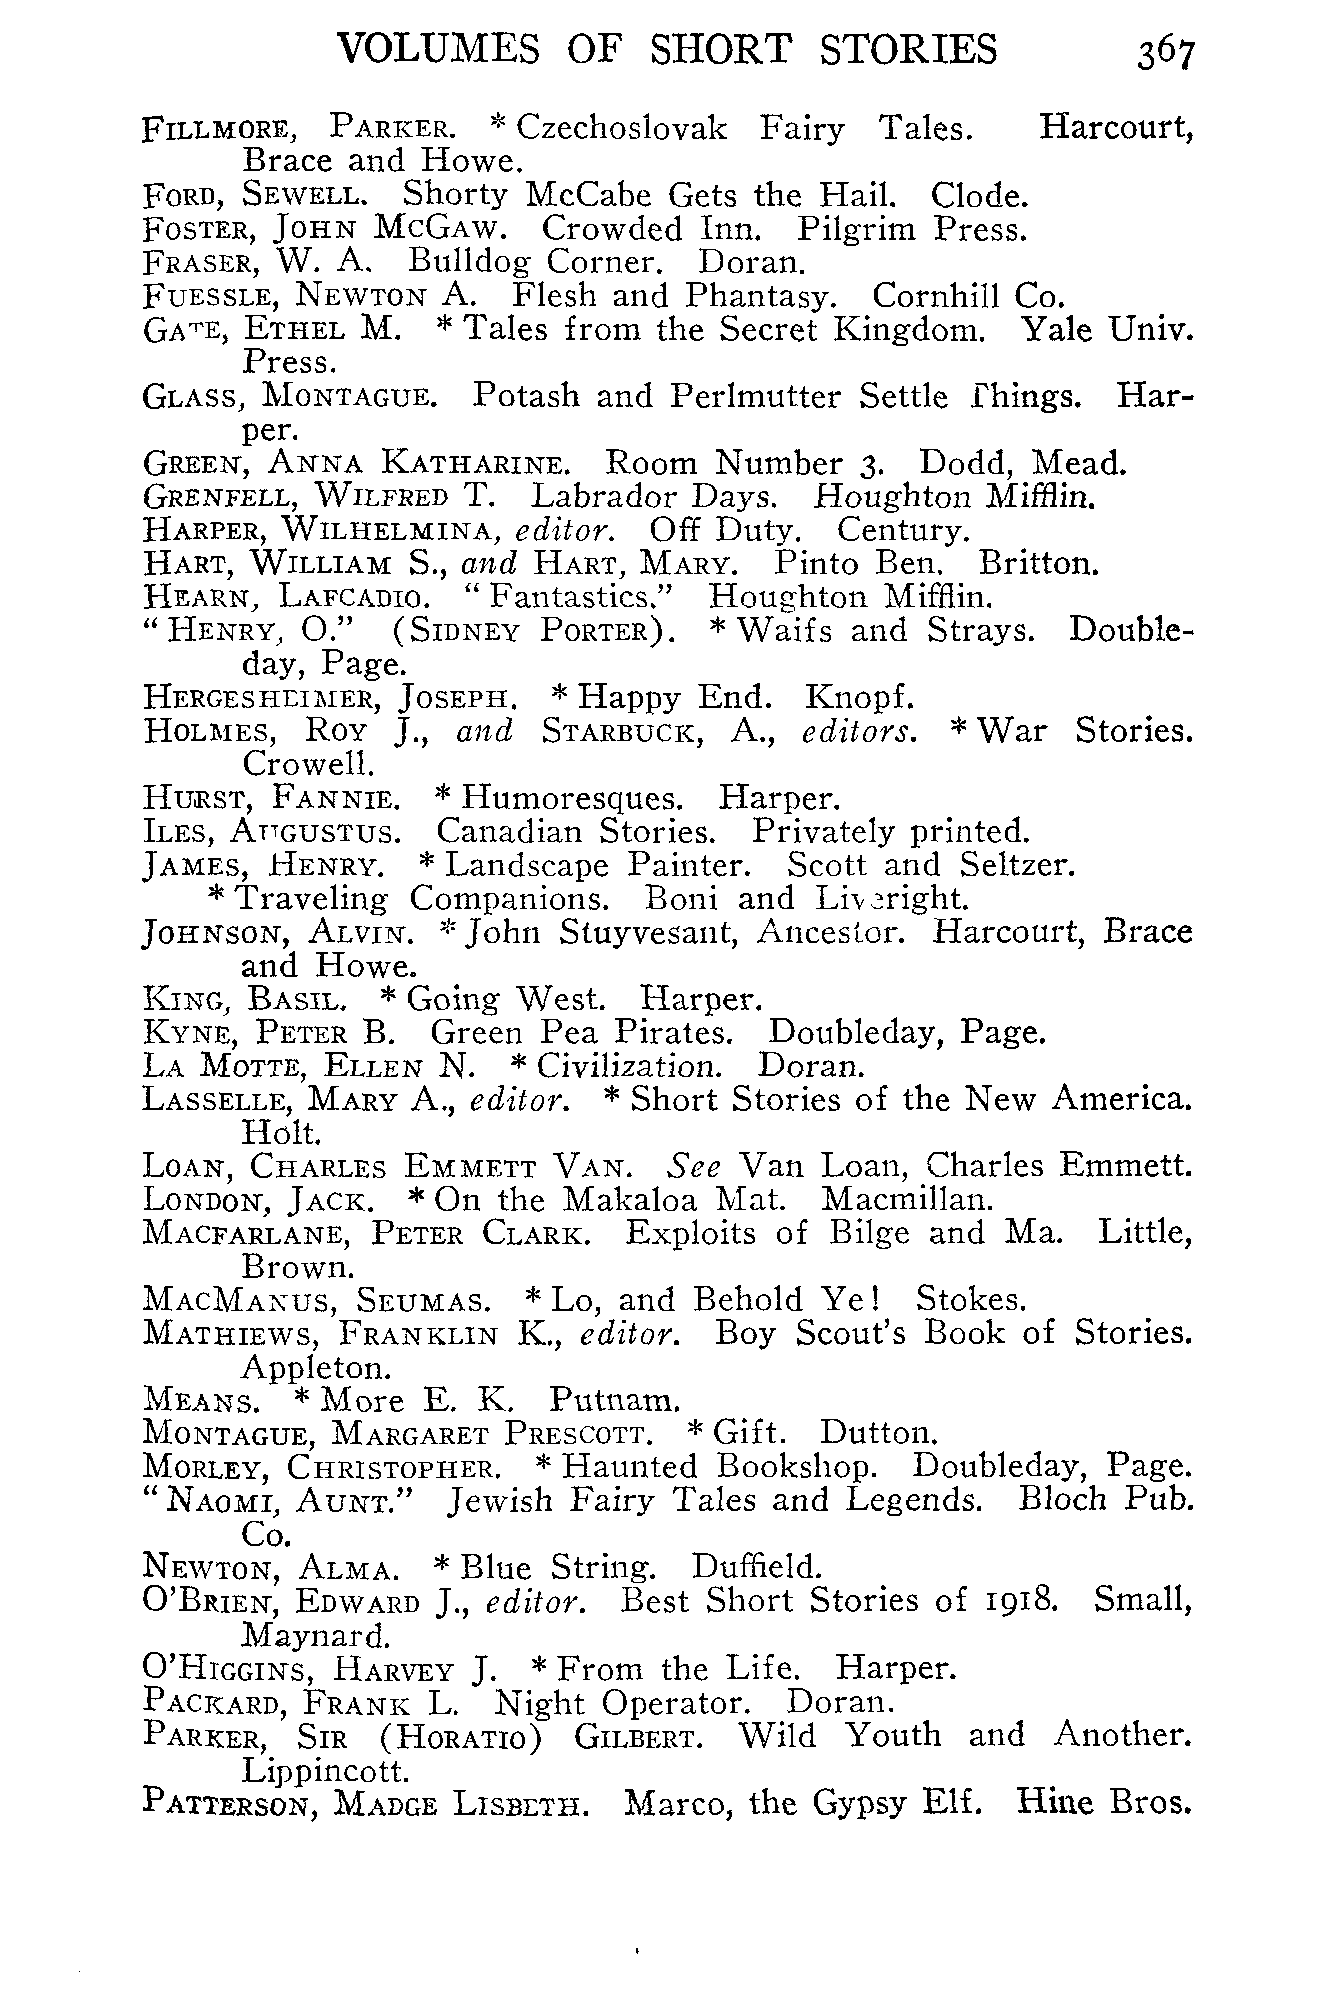 VOLUMES OF SHORT STORIES 367
FILLMORE, PARKER. * Czechoslovak Fairy Tales. Harcourt,
Brace and Howe.
FORD, SEWELL. Shorty McCabe Gets the Hail. Clode.
FOSTER, JOHN MCGAW. Crowded Inn. Pilgrim Press.
FRASER, W. A. Bulldog Corner. Doran.
FUESSLE, NEWTON A. Flesh and Phantasy. Cornhill Co.
GATE, ETHEL M. * Tales from the Secret Kingdom. Yale Univ.
Press.
GLASS, MONTAGUE. Potash and Perlmutter Settle Things. Har-
per.
GREEN, ANNA KATHARINE. Room Number 3. Dodd, Mead.
GRENFELL, WILFRED T. Labrador Days. Houghton Mifflin.
HARPER, WILHELMINA, editor. Off Duty. Century.
HART, WILLIAM S., and HART, MARY. Pinto Ben. Britton.
HEARN, LAFCADIO. "Fantastics." Houghton Mifflin.
"HENRY, O." (SIDNEY PORTER). * Waifs and Strays. Double-
day, Page.
HERGESHEIMER, JOSEPH. * Happy End. Knopf.
HOLMES, ROY J., and STARBUCK, A., editors. * War Stories.
Crowell.
HURST, FANNIE. * Humoresques. Harper.
ILES, AUGUSTUS. Canadian Stories. Privately printed.
JAMES, HENRY. * Landscape Painter. Scott and Seltzer.
* Traveling Companions. Boni and Liveright.
JOHNSON, ALVIN. * John Stuyvesant, Ancestor. Harcourt, Brace
and Howe.
KING, BASIL. * Going West. Harper.
KYNE, PETER B. Green Pea Pirates. Doubleday, Page.
LA MOTTE, ELLEN N. * Civilization. Doran.
LASSELLE, MARY A., editor. * Short Stories of the New America.
Holt.
LOAN, CHARLES EMMETT VAN. See Van Loan, Charles Emmett.
LONDON, JACK. * On the Makaloa Mat. Macmillan.
MACFARLANE, PETER CLARK. Exploits of Bilge and Ma. Little,
Brown.
MACMANUS, SEUMAS. * Lo, and Behold Ye! Stokes.
MATHIEWS, FRANKLIN K., editor. Boy Scout's Book of Stories.
Appleton.
MEANS. * More E. K. Putnam.
MONTAGUE, MARGARET PRESCOTT. * Gift. Dutton.
MORLEY, CHRISTOPHER. * Haunted Bookshop. Doubleday, Page.
"NAOMI, AUNT." Jewish Fairy Tales and Legends. Bloch Pub.
Co.
NEWTON, ALMA. * Blue String. Duffield.
O'BRIEN, EDWARD J., editor. Best Short Stories of 1918. Small,
Maynard.
O'HIGGINS, HARVEY J. * From the Life. Harper.
PACKARD, FRANK L. Night Operator. Doran.
PARKER, SIR (HORATIO) GILBERT. Wild Youth and Another.
Lippincott.
PATTERSON, MADGE LISBETH. Marco, the Gypsy Elf. Hine Bros.